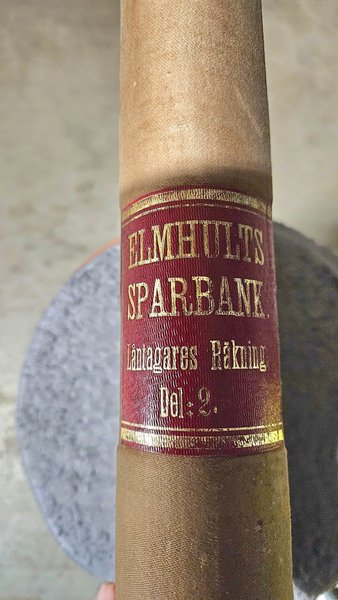 ELMHULTS
SPARBANK.
Låntagares Räkning
Del: 2.